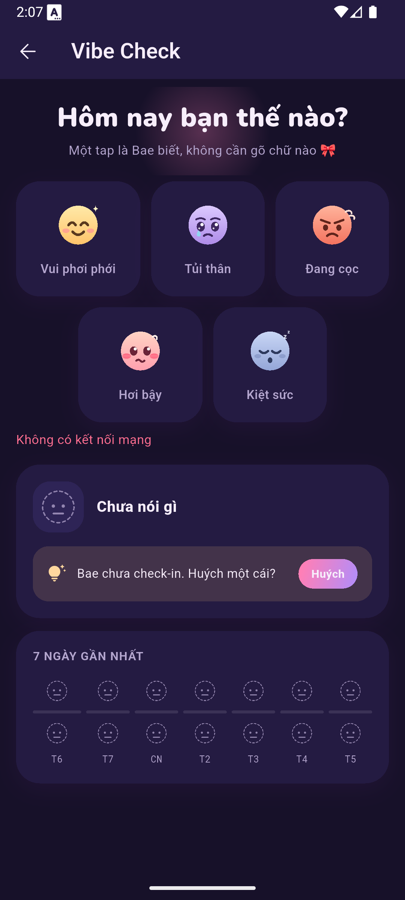 2:07 A
Vibe Check
Hôm nay bạn thế nào?
Một tap là Bae biết, không cần gõ chữ nào 🎀
Vui phơi phới
Tủi thân
Đang cọc
Hơi bậy
Kiệt sức
Không có kết nối mạng
Chưa nói gì
Bae chưa check-in. Huých một cái?
Huých
7 NGÀY GẦN NHẤT
T6 T7 CN T2 T3 T4 T5